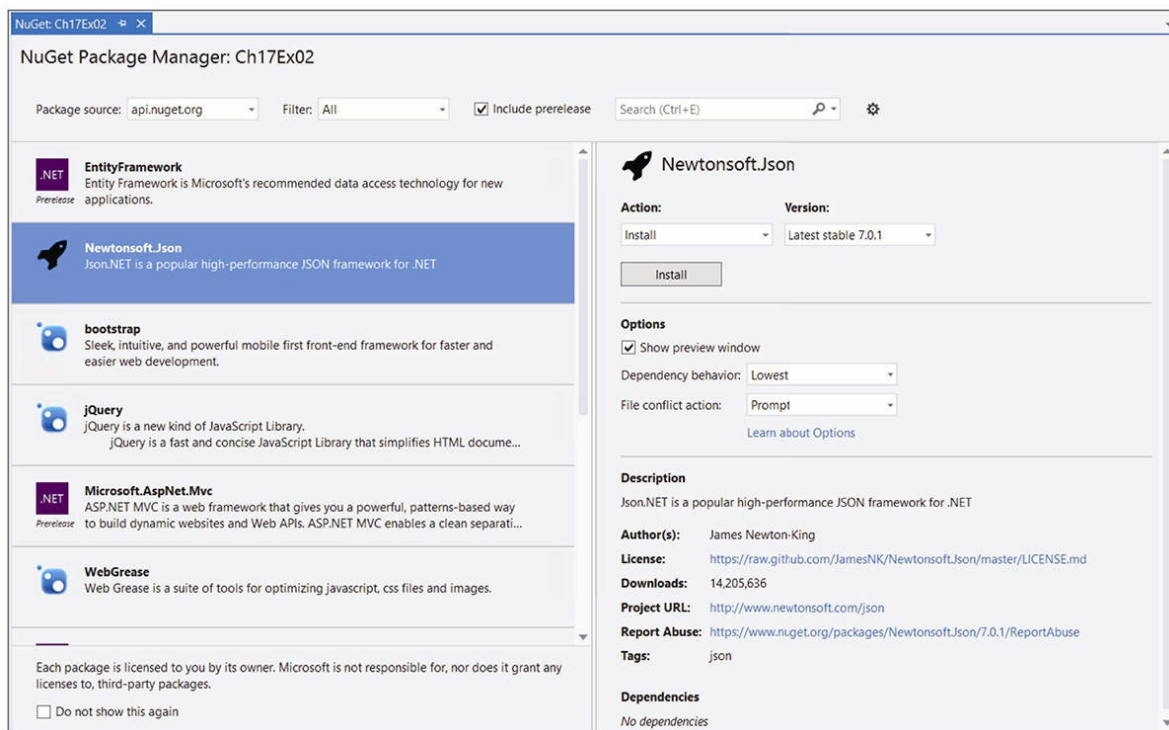 NuGet: Ch17Ex02
NuGet Package Manager: Ch17Ex02
Package source: api.nuget.org Filter: All Include prerelease Search (Ctrl+E)
.NET
Prerelease
EntityFramework
Entity Framework is Microsoft's recommended data access technology for new
applications.
Newtonsoft.Json
Json.NET is a popular high-performance JSON framework for .NET
bootstrap
Sleek, intuitive, and powerful mobile first front-end framework for faster and
easier web development.
jQuery
jQuery is a new kind of JavaScript Library.
jQuery is a fast and concise JavaScript Library that simplifies HTML docume...
.NET
Prerelease
Microsoft.AspNet.Mvc
ASP.NET MVC is a web framework that gives you a powerful, patterns-based way
to build dynamic websites and Web APIs. ASP.NET MVC enables a clean separati...
WebGrease
Web Grease is a suite of tools for optimizing javascript, css files and images.
Each package is licensed to you by its owner. Microsoft is not responsible for, nor does it grant any
licenses to, third-party packages.
Do not show this again
Newtonsoft.Json
Action: Version:
Install Latest stable 7.0.1
Install
Options
Show preview window
Dependency behavior: Lowest
File conflict action: Prompt
Learn about Options
Description
Json.NET is a popular high-performance JSON framework for .NET
Author(s): James Newton-King
License: https://raw.github.com/JamesNK/Newtonsoft.Json/master/LICENSE.md
Downloads: 14,205,636
Project URL: http://www.newtonsoft.com/json
Report Abuse: https://www.nuget.org/packages/Newtonsoft.Json/7.0.1/ReportAbuse
Tags: json
Dependencies
No dependencies